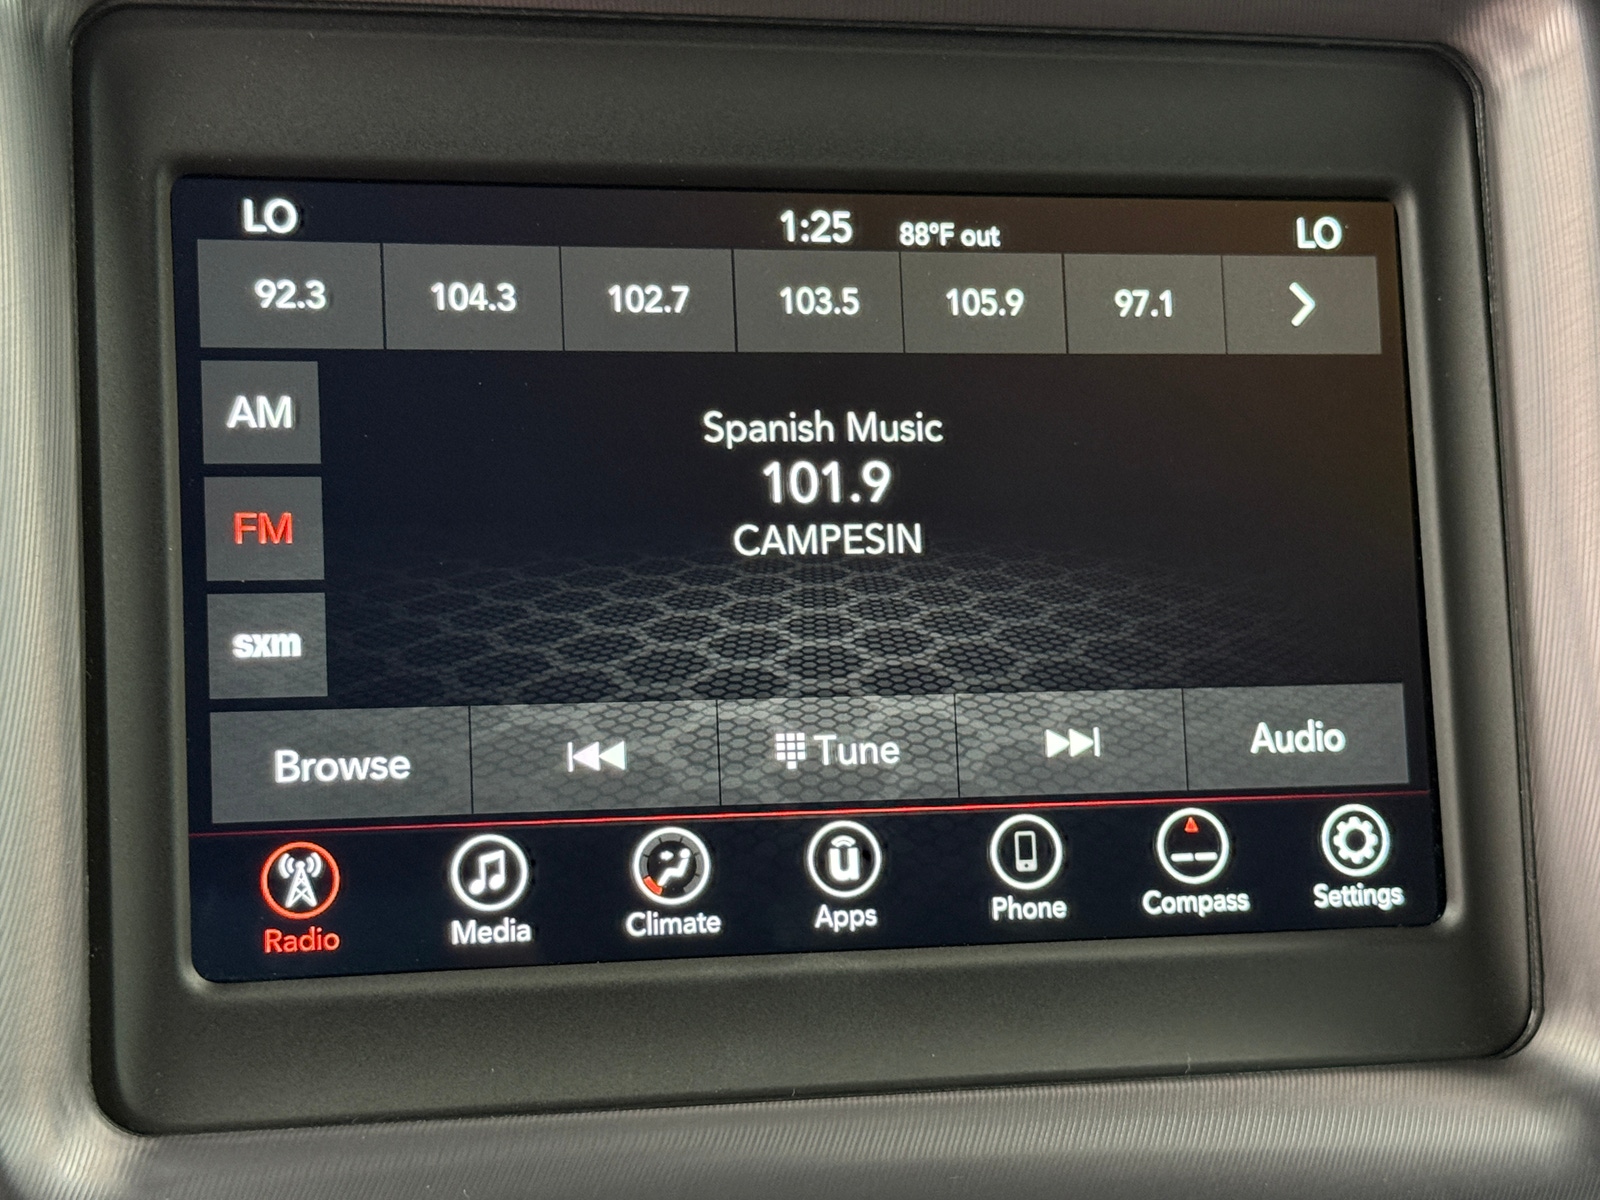 LO 1:25 88°F out LO
92.3 104.3 102.7 103.5 105.9 97.1
AM
Spanish Music
101.9
FM
CAMPESIN
sxm
Browse Tune Audio
Radio Media Climate Apps Phone Compass Settings